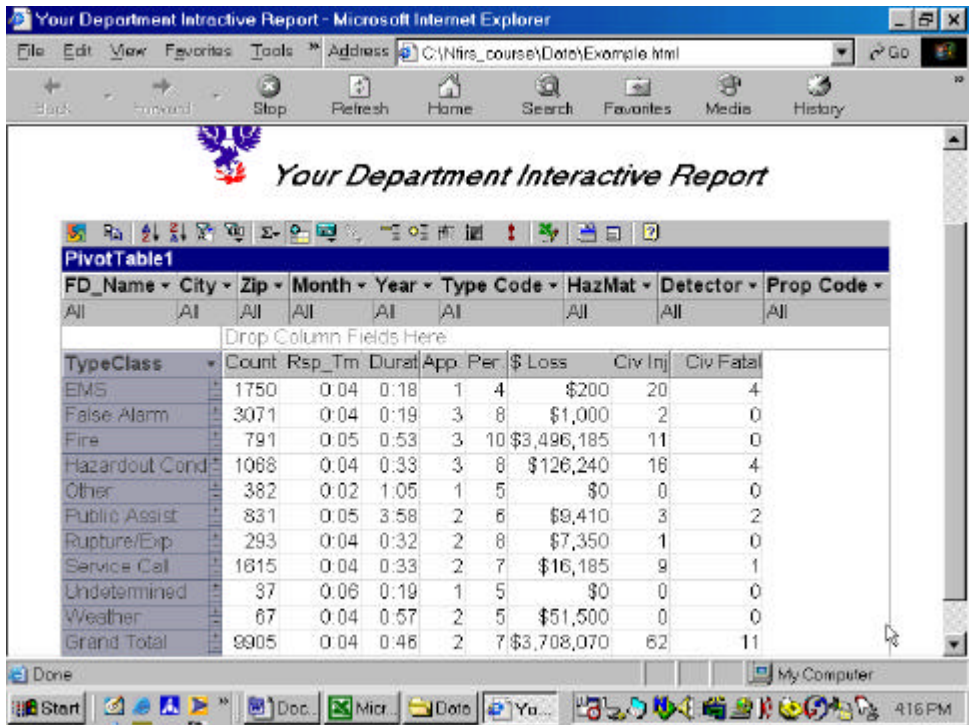 Your Department Intractive Report - Microsoft Internet Explorer
File Edit View Favorites Tools » Address C:\Nfirs_course\Data\Example.html Go
Back Forward Stop Refresh Home Search Favorites Media History »
Your Department Interactive Report
PivotTable1
FD_Name City Zip Month Year Type Code HazMat Detector Prop Code
All All All All All All All All All
Drop Column Fields Here
TypeClass Count Rsp_Tm Durat App. Per. $ Loss Civ Inj Civ Fatal
EMS 1750 0:04 0:18 1 4 $200 20 4
False Alarm 3071 0:04 0:19 3 8 $1,000 2 0
Fire 791 0:05 0:53 3 10 $3,496,185 11 0
Hazardout Cond 1068 0:04 0:33 3 8 $126,240 16 4
Other 382 0:02 1:05 1 5 $0 0 0
Public Assist 831 0:05 3:58 2 6 $9,410 3 2
Rupture/Exp 293 0:04 0:32 2 8 $7,350 1 0
Service Call 1615 0:04 0:33 2 7 $16,185 9 1
Undetermined 37 0:06 0:19 1 5 $0 0 0
Weather 67 0:04 0:57 2 5 $51,500 0 0
Grand Total 9905 0:04 0:46 2 7 $3,708,070 62 11
Done My Computer
Start » Doc... Micr... Data Yo... 4:16 PM